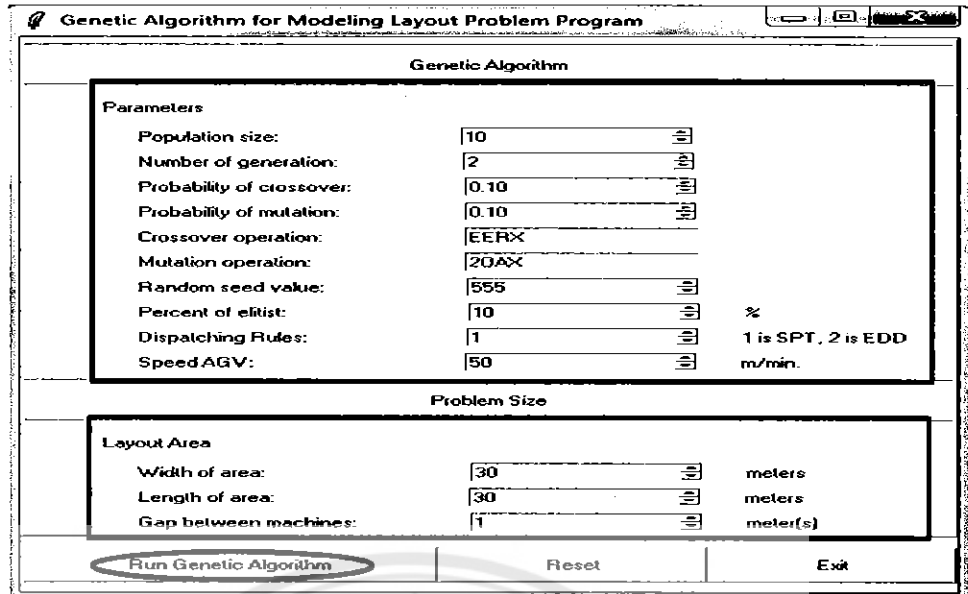 Genetic Algorithm for Modeling Layout Problem Program
Genetic Algorithm
Parameters
Population size: 10
Number of generation: 2
Probability of crossover: 0.10
Probability of mutation: 0.10
Crossover operation: EERX
Mutation operation: 2OAX
Random seed value: 555
Percent of elitist: 10 %
Dispatching Rules: 1 1 is SPT, 2 is EDD
Speed AGV: 50 m/min.
Problem Size
Layout Area
Width of area: 30 meters
Length of area: 30 meters
Gap between machines: 1 meter(s)
Run Genetic Algorithm Reset Exit